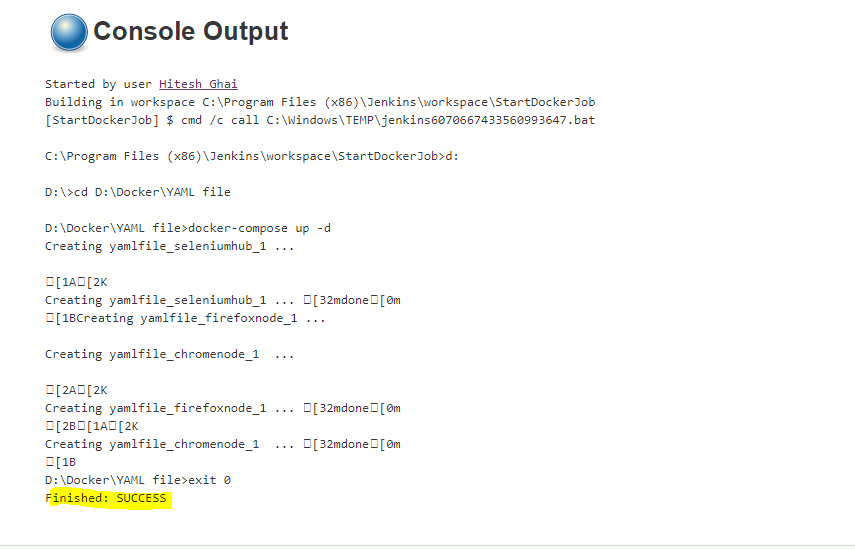 Console Output
Started by user Hitesh Ghai
Building in workspace C:\Program Files (x86)\Jenkins\workspace\StartDockerJob
[StartDockerJob] $ cmd /c call C:\Windows\TEMP\jenkins6070667433560993647.bat
C:\Program Files (x86)\Jenkins\workspace\StartDockerJob>d:
D:\>cd D:\Docker\YAML file
D:\Docker\YAML file>docker-compose up -d
Creating yamlfile_seleniumhub_1 ...
□[1A□[2K
Creating yamlfile_seleniumhub_1 ... □[32mdone□[0m
□[1BCreating yamlfile_firefoxnode_1 ...
Creating yamlfile_chromenode_1  ...
□[2A□[2K
Creating yamlfile_firefoxnode_1 ... □[32mdone□[0m
□[2B□[1A□[2K
Creating yamlfile_chromenode_1  ... □[32mdone□[0m
□[1B
D:\Docker\YAML file>exit 0
Finished: SUCCESS